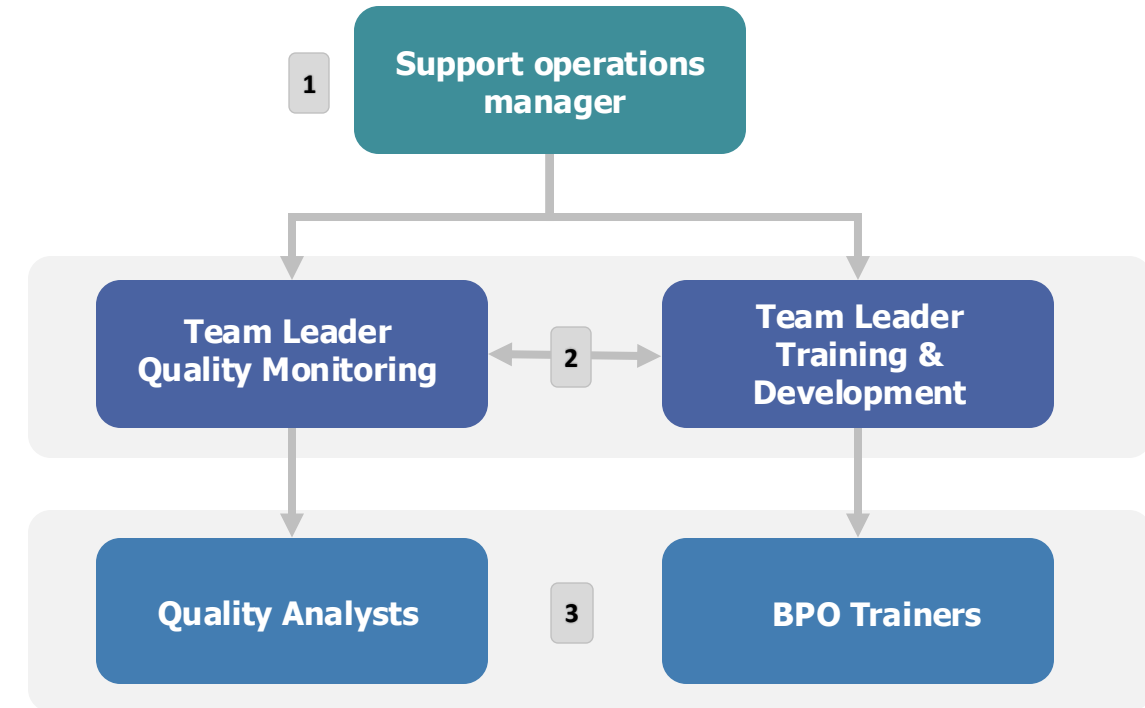 1
Support operations
manager
Team Leader
Quality Monitoring
2
Team Leader
Training &
Development
Quality Analysts
3
BPO Trainers